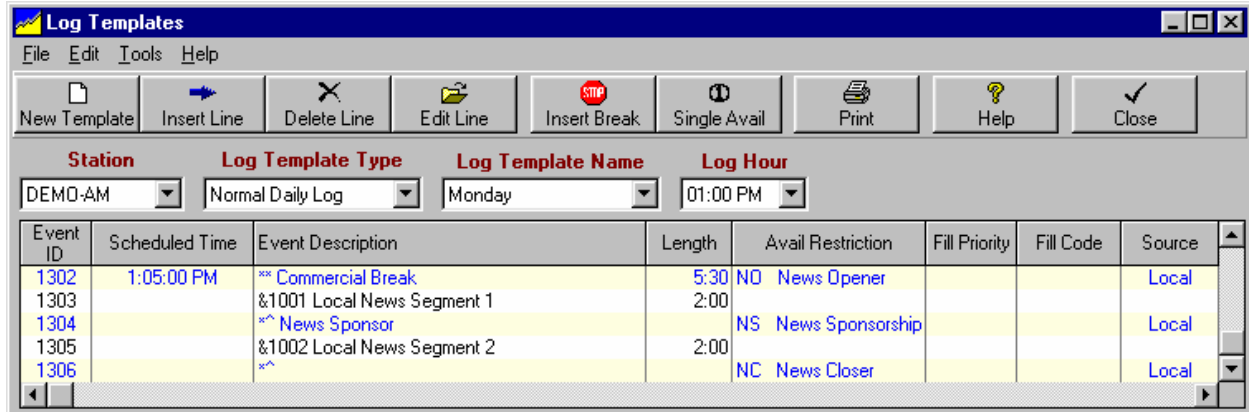 Log Templates
File Edit Tools Help
New Template Insert Line Delete Line Edit Line STOP Insert Break Single Avail Print Help Close
Station Log Template Type Log Template Name Log Hour
DEMO-AM Normal Daily Log Monday 01:00 PM
Event ID Scheduled Time Event Description Length Avail Restriction Fill Priority Fill Code Source
1302 1:05:00 PM ** Commercial Break 5:30 NO News Opener Local
1303 &1001 Local News Segment 1 2:00
1304 *^ News Sponsor NS News Sponsorship Local
1305 &1002 Local News Segment 2 2:00
1306 *^ NC News Closer Local